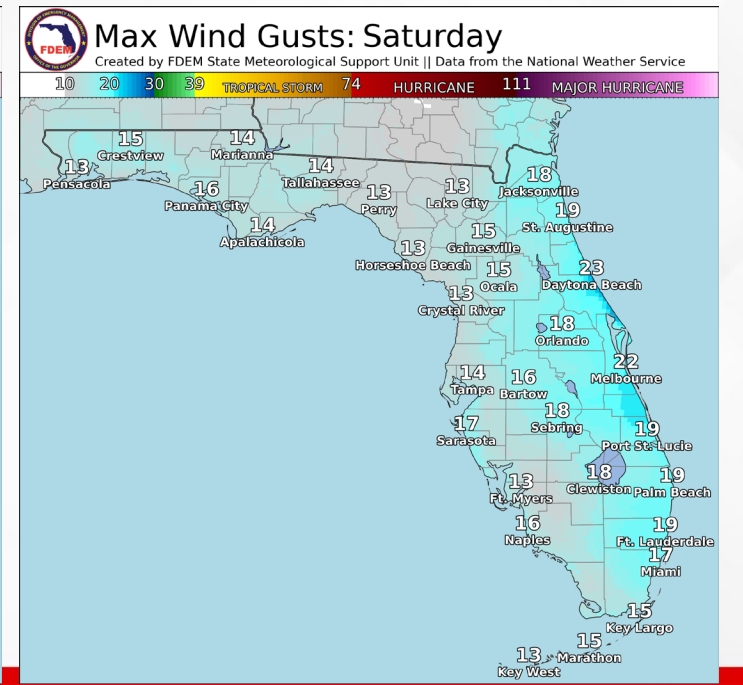 FDEM
Max Wind Gusts: Saturday
Created by FDEM State Meteorological Support Unit || Data from the National Weather Service
10 20 30 39 TROPICAL STORM 74 HURRICANE 111 MAJOR HURRICANE
15
Crestview
14
Marianna
13
Pensacola
14
Tallahassee
16
Panama City
13
Perry
13
Lake City
18
Jacksonville
14
Apalachicola
19
St. Augustine
15
Gainesville
13
Horseshoe Beach
15
Ocala
23
Daytona Beach
13
Crystal River
18
Orlando
22
Melbourne
14
Tampa
16
Bartow
18
Sebring
17
Sarasota
19
Port St. Lucie
13
Ft. Myers
18
Clewiston
19
Palm Beach
16
Naples
19
Ft. Lauderdale
17
Miami
15
Key Largo
15
Marathon
13
Key West